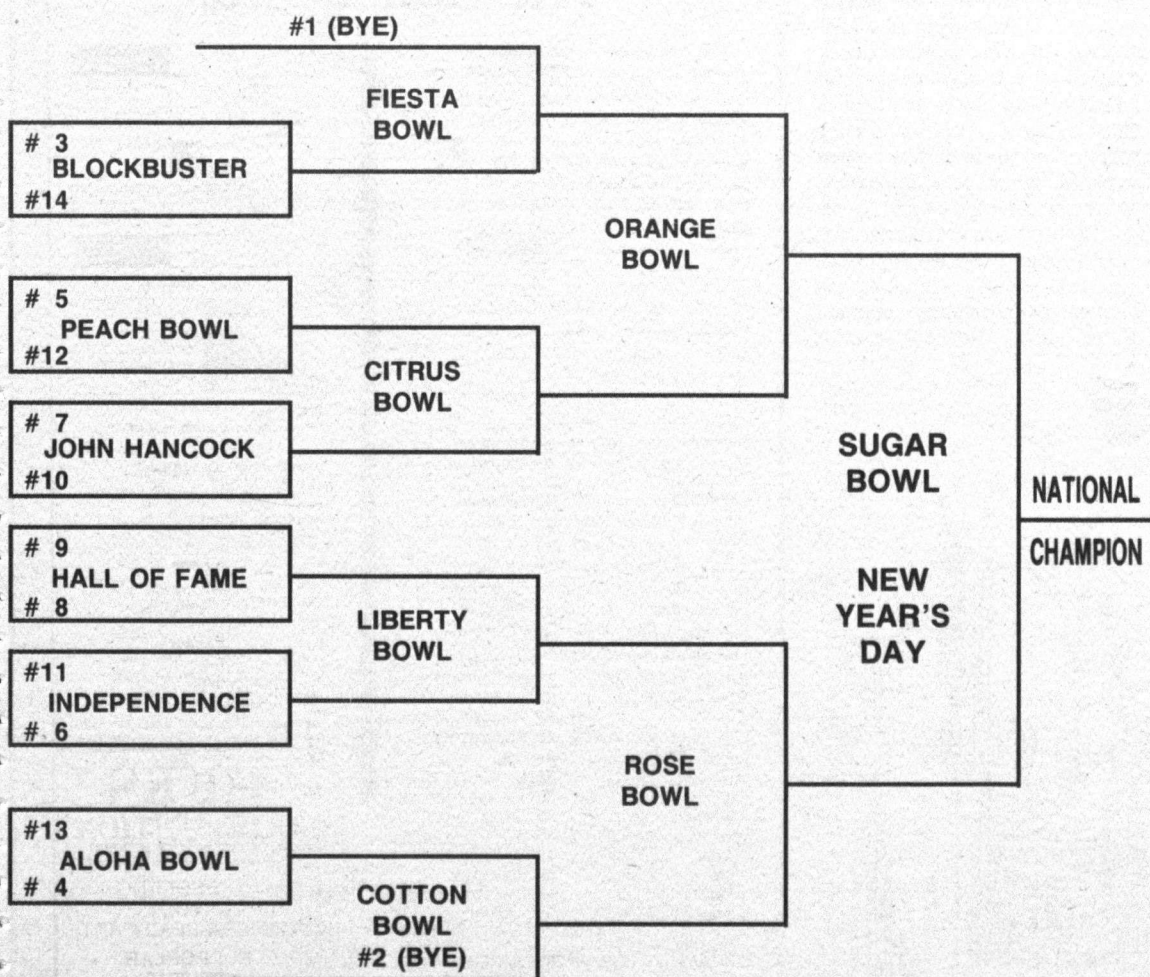 #1 (BYE)
FIESTA
BOWL
# 3
BLOCKBUSTER
#14
ORANGE
BOWL
# 5
PEACH BOWL
#12
CITRUS
BOWL
# 7
JOHN HANCOCK
#10
SUGAR
BOWL
NEW
YEAR'S
DAY
NATIONAL
CHAMPION
# 9
HALL OF FAME
# 8
LIBERTY
BOWL
#11
INDEPENDENCE
# 6
ROSE
BOWL
#13
ALOHA BOWL
# 4
COTTON
BOWL
#2 (BYE)